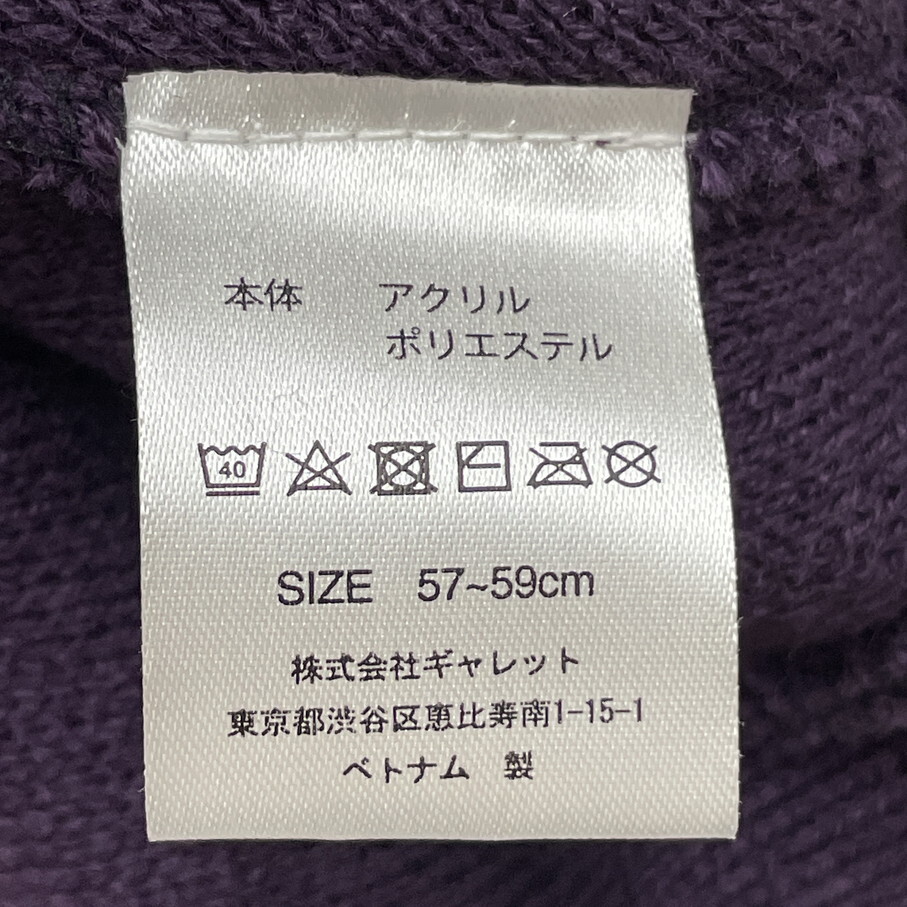 本体 アクリル
ポリエステル
40
SIZE 57~59cm
株式会社ギャレット
東京都渋谷区恵比寿南1-15-1
ベトナム 製